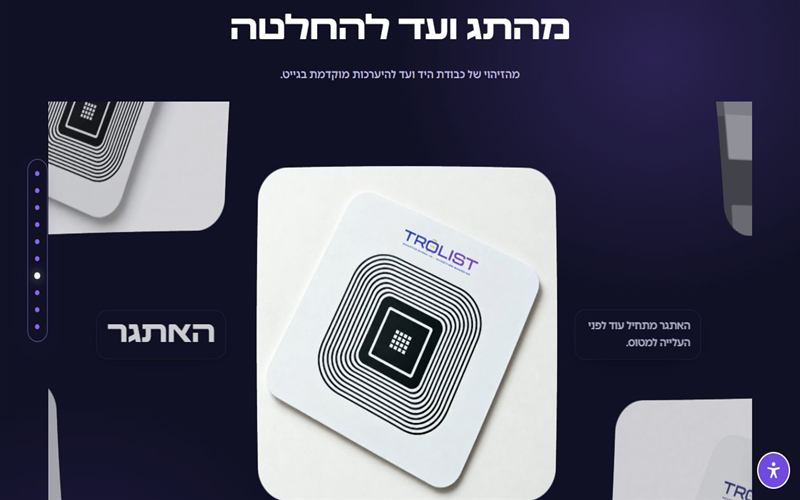 מהתג ועד להחלטה
מהזיהוי של כבודת היד ועד להיערכות מוקדמת בגייט.
TROLIST
האתגר מתחיל עוד לפני
העלייה למטוס.
האתגר